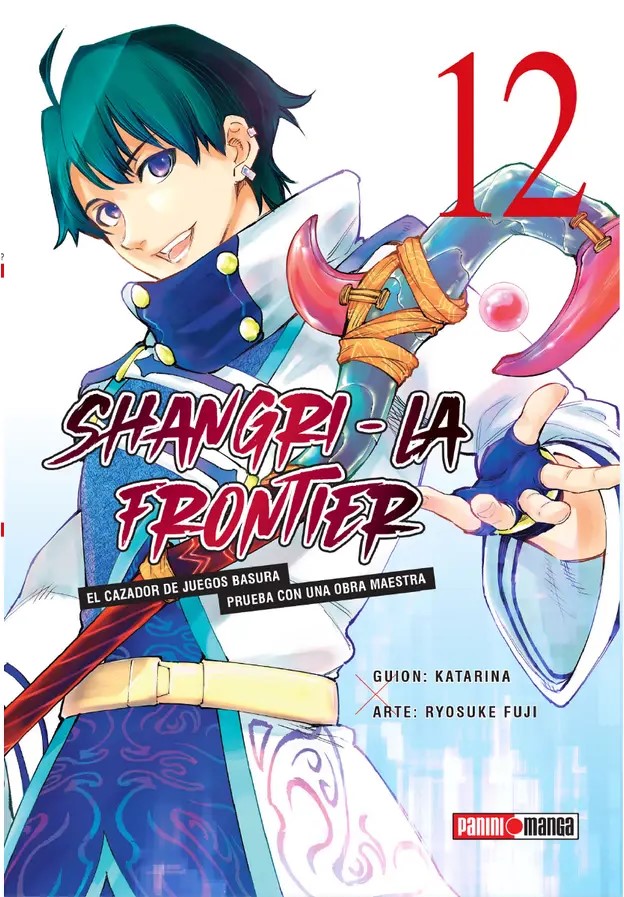 12
SHANGRI-LA
FRONTIER
EL CAZADOR DE JUEGOS BASURA
PRUEBA CON UNA OBRA MAESTRA
GUION: KATARINA
×
ARTE: RYOSUKE FUJI
PANINI MANGA
?